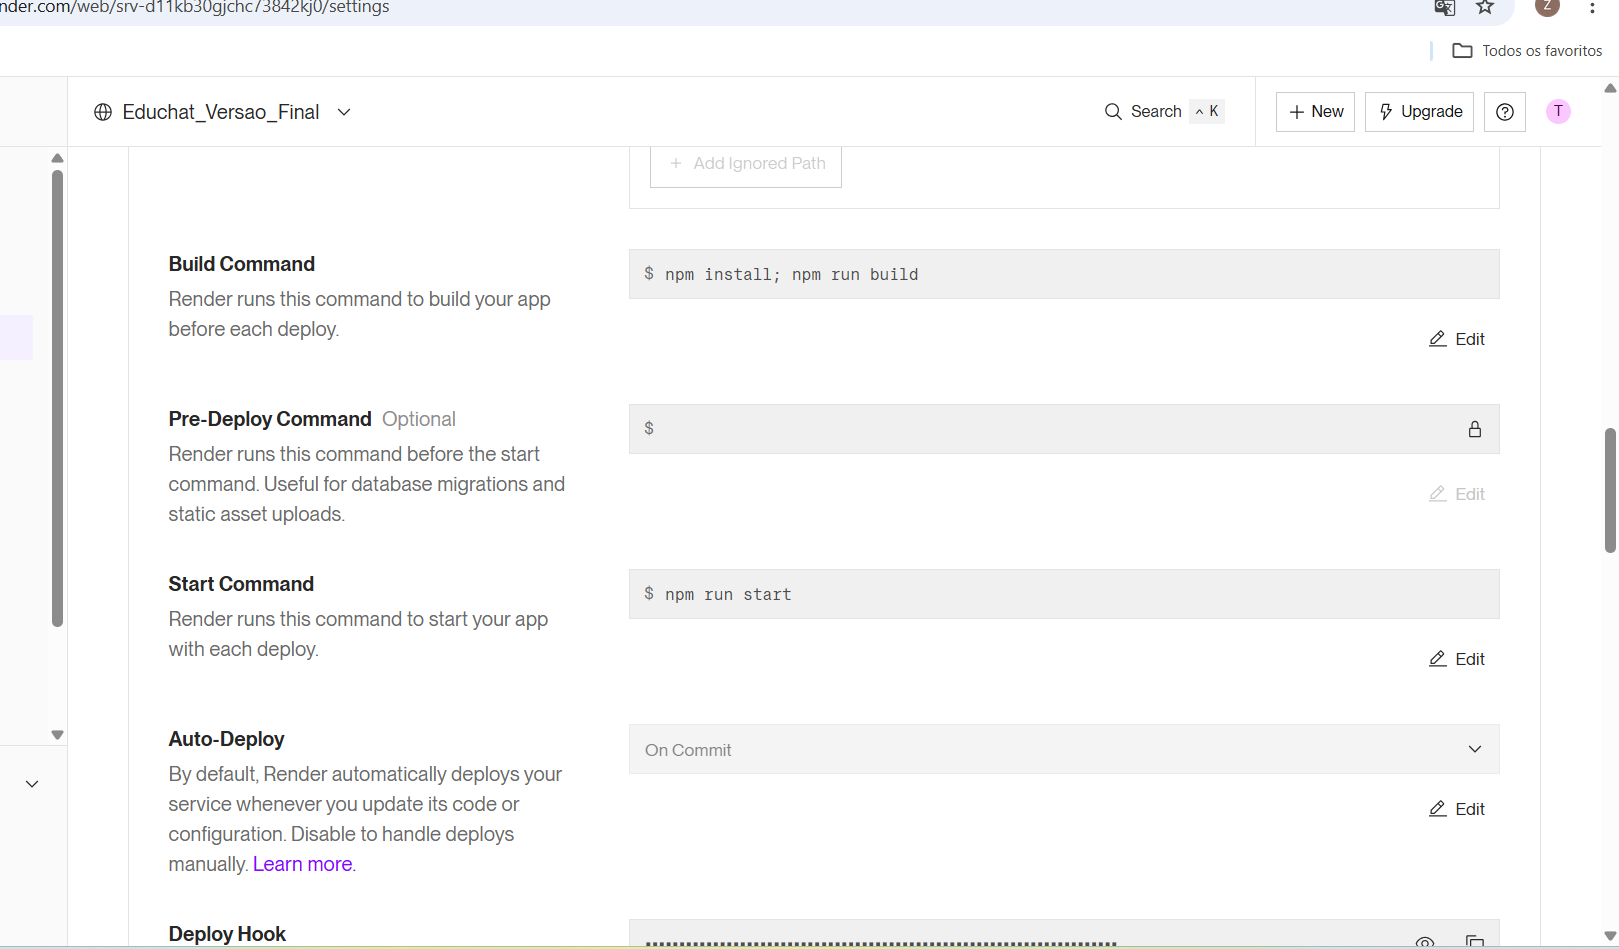 nder.com/web/srv-d11kb30gjchc73842kj0/settings
Z
Todos os favoritos
Educhat_Versao_Final
Search ^ K
+ New
Upgrade
T
+ Add Ignored Path
Build Command
Render runs this command to build your app
before each deploy.
$ npm install; npm run build
Edit
Pre-Deploy Command Optional
Render runs this command before the start
command. Useful for database migrations and
static asset uploads.
$
Edit
Start Command
Render runs this command to start your app
with each deploy.
$ npm run start
Edit
Auto-Deploy
By default, Render automatically deploys your
service whenever you update its code or
configuration. Disable to handle deploys
manually. Learn more.
On Commit
Edit
Deploy Hook